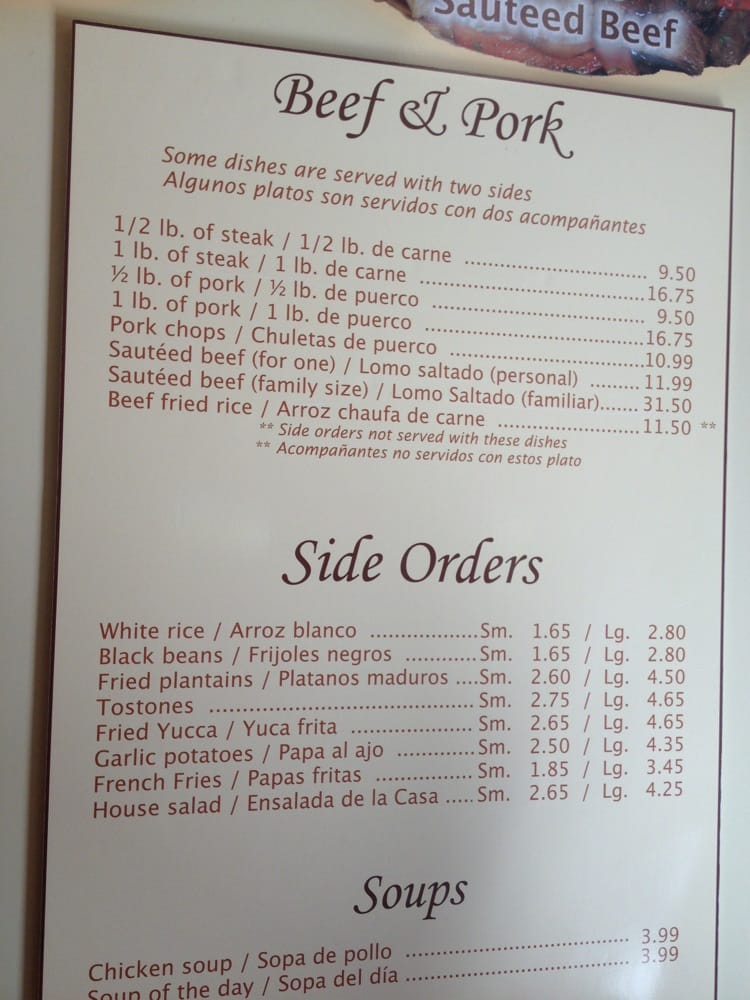 Sauteed Beef
Beef & Pork
Some dishes are served with two sides
Algunos platos son servidos con dos acompañantes
1/2 lb. of steak / 1/2 lb. de carne ................................ 9.50
1 lb. of steak / 1 lb. de carne .......................................16.75
½ lb. of pork / ½ lb. de puerco ..................................... 9.50
1 lb. of pork / 1 lb. de puerco ......................................16.75
Pork chops / Chuletas de puerco ..................................10.99
Sautéed beef (for one) / Lomo saltado (personal) ......... 11.99
Sautéed beef (family size) / Lomo Saltado (familiar)....... 31.50
Beef fried rice / Arroz chaufa de carne .........................11.50 **
** Side orders not served with these dishes
** Acompañantes no servidos con estos plato
Side Orders
White rice / Arroz blanco ..................Sm. 1.65 / Lg. 2.80
Black beans / Frijoles negros ............Sm. 1.65 / Lg. 2.80
Fried plantains / Platanos maduros ....Sm. 2.60 / Lg. 4.50
Tostones ............................................ Sm. 2.75 / Lg. 4.65
Fried Yucca / Yuca frita .................... Sm. 2.65 / Lg. 4.65
Garlic potatoes / Papa al ajo ............. Sm. 2.50 / Lg. 4.35
French Fries / Papas fritas ................ Sm. 1.85 / Lg. 3.45
House salad / Ensalada de la Casa ..... Sm. 2.65 / Lg. 4.25
Soups
Chicken soup / Sopa de pollo ....................................... 3.99
Soup of the day / Sopa del día ...................................... 3.99